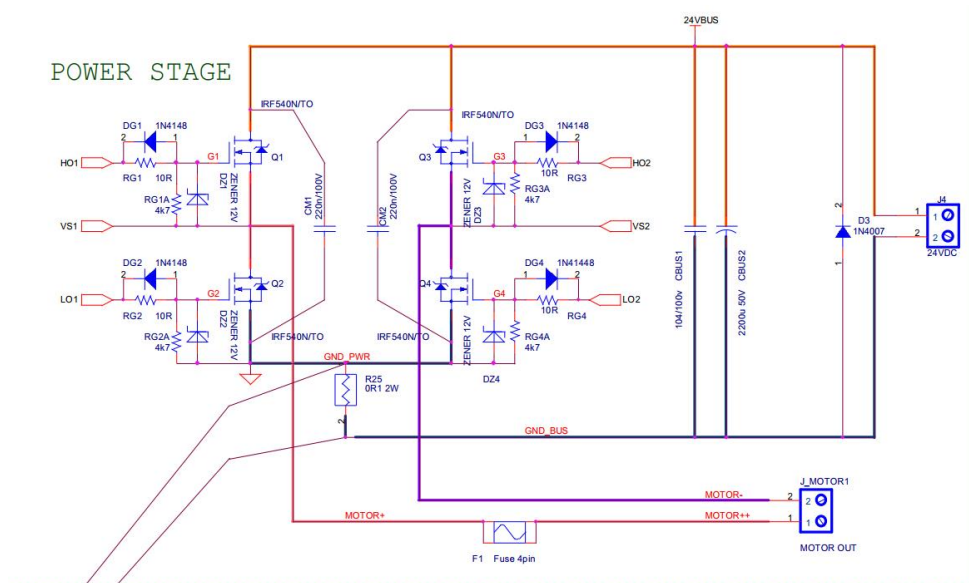 24VBUS
POWER STAGE
IRF540N/TO
IRF540N/TO
DG1 1N4148
2 1
HO1
G1
Q1
RG1 10R
DZ1
ZENER 12V
RG1A
4k7
VS1
CM1
220n/100V
CM2
220n/100V
DG3 1N4148
1 2
Q3
G3
HO2
10R
RG3
RG3A
4k7
ZENER 12V
DZ3
VS2
DG2 1N4148
2 1
LO1
G2
Q2
RG2 10R
DZ2
ZENER 12V
RG2A
4k7
IRF540N/TO
DG4 1N41448
1 2
Q4
G4
LO2
10R
RG4
RG4A
4k7
ZENER 12V
IRF540N/TO
DZ4
GND_PWR
R25
0R1 2W
2
GND_BUS
104/100v CBUS1
2200u 50V CBUS2
2
D3
1N4007
1
J4
1 1
2 2
24VDC
J_MOTOR1
MOTOR- 2 2
MOTOR+
MOTOR++ 1 1
F1 Fuse 4pin
MOTOR OUT